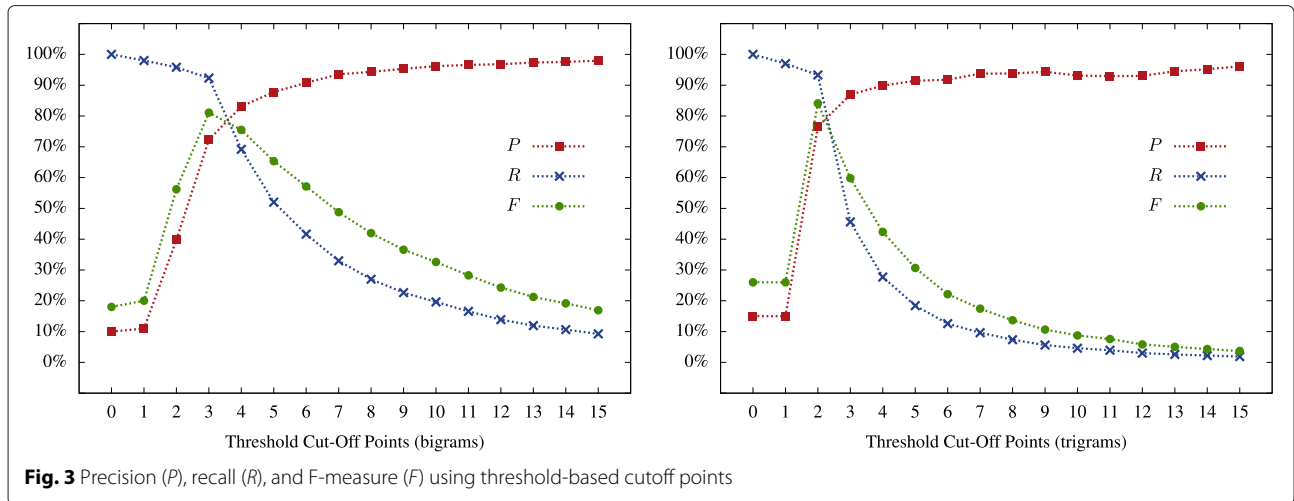 100%
90%
80%
70%
60%
50%
40%
30%
20%
10%
0%
P
R
F
0 1 2 3 4 5 6 7 8 9 10 11 12 13 14 15
Threshold Cut-Off Points (bigrams)
100%
90%
80%
70%
60%
50%
40%
30%
20%
10%
0%
P
R
F
0 1 2 3 4 5 6 7 8 9 10 11 12 13 14 15
Threshold Cut-Off Points (trigrams)
Fig. 3 Precision (P), recall (R), and F-measure (F) using threshold-based cutoff points